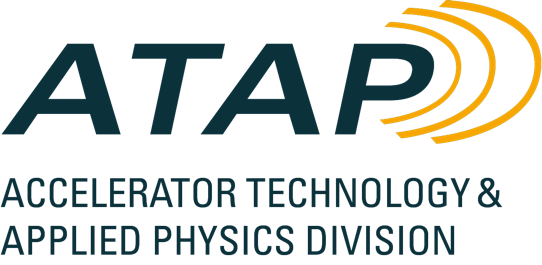 ATAP
ACCELERATOR TECHNOLOGY &
APPLIED PHYSICS DIVISION